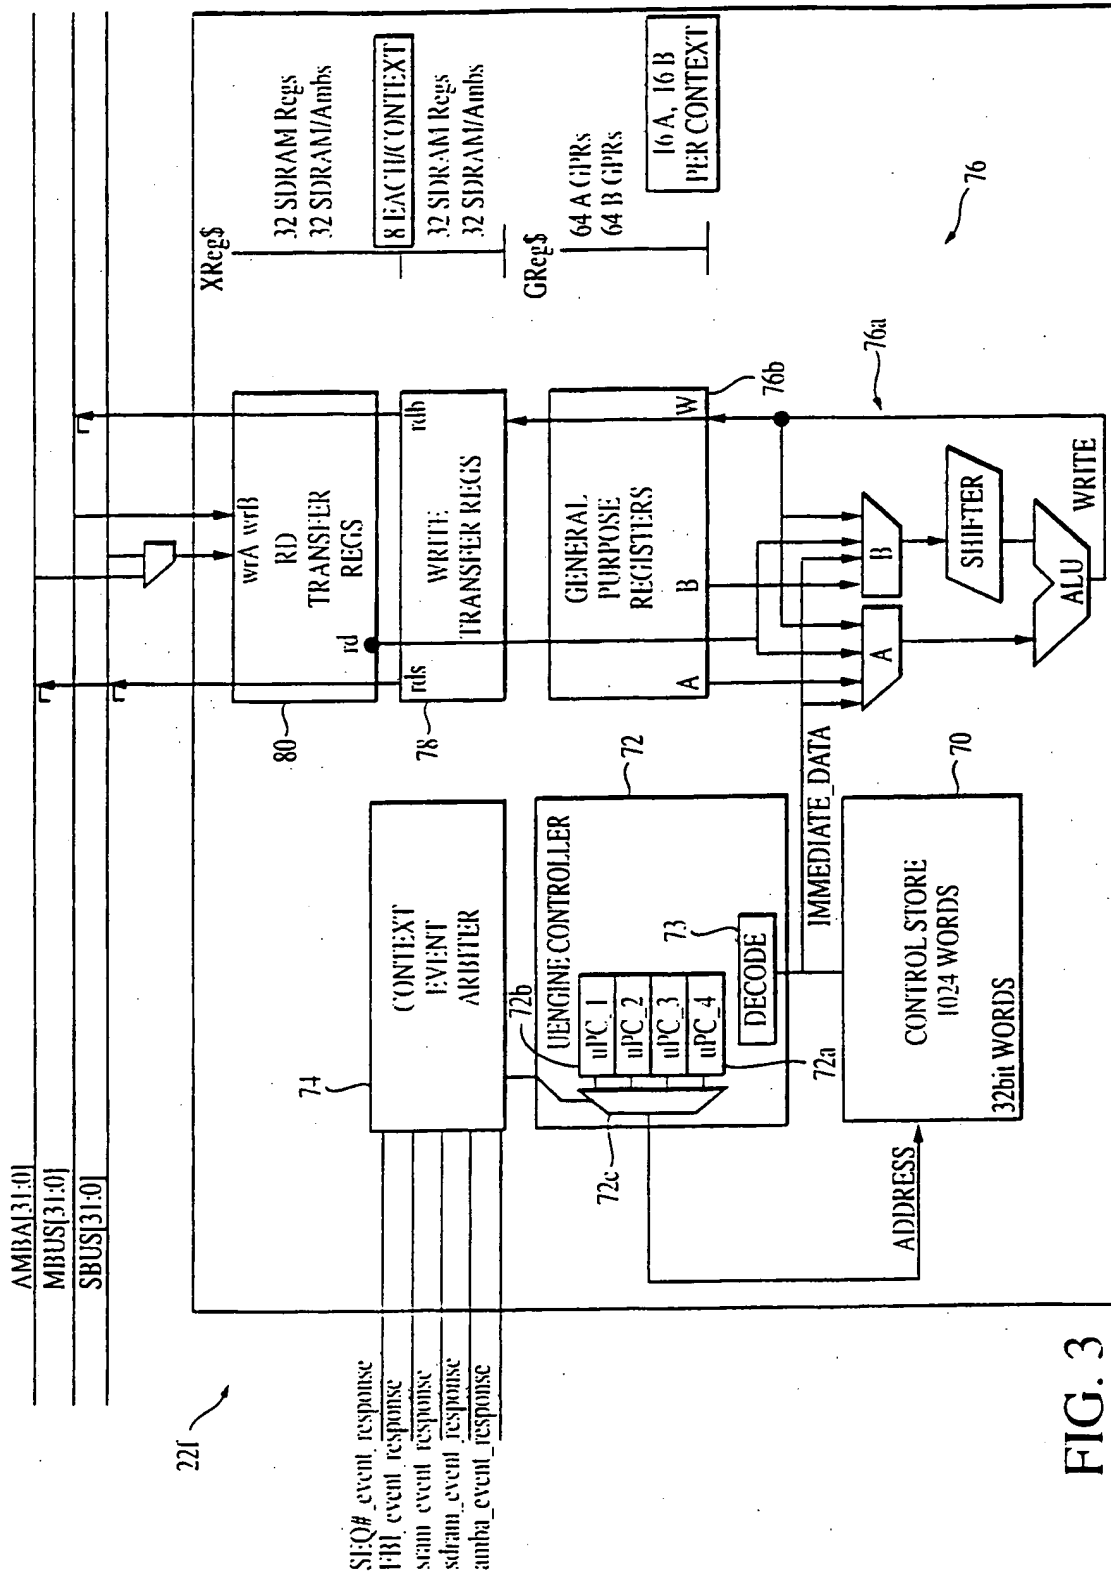 AMBA[31:0]
MBUS[31:0]
SBUS[31:0]
22f
SEQ#_event_response
FBI_event_response
sram_event_response
sdram_event_response
amba_event_response
74
CONTEXT
EVENT
ARBITER
72
UENGINE CONTROLLER
72b
uPC_1
uPC_2
uPC_3
uPC_4
72a
72c
73
DECODE
IMMEDIATE_DATA
70
CONTROL STORE
1024 WORDS
32bit WORDS
ADDRESS
80
wrA wrB
RD
TRANSFER
REGS
rd
78
rds
rdb
WRITE
TRANSFER REGS
GENERAL
PURPOSE
REGISTERS
A
B
W
76b
A
B
SHIFTER
ALU
WRITE
76a
76
XReg$
32 SDRAM Regs
32 SDRAM/Ambs
8 EACH/CONTEXT
32 SDRAM Regs
32 SDRAM/Ambs
GReg$
64 A GPRs
64 B GPRs
16 A, 16 B
PER CONTEXT
FIG. 3